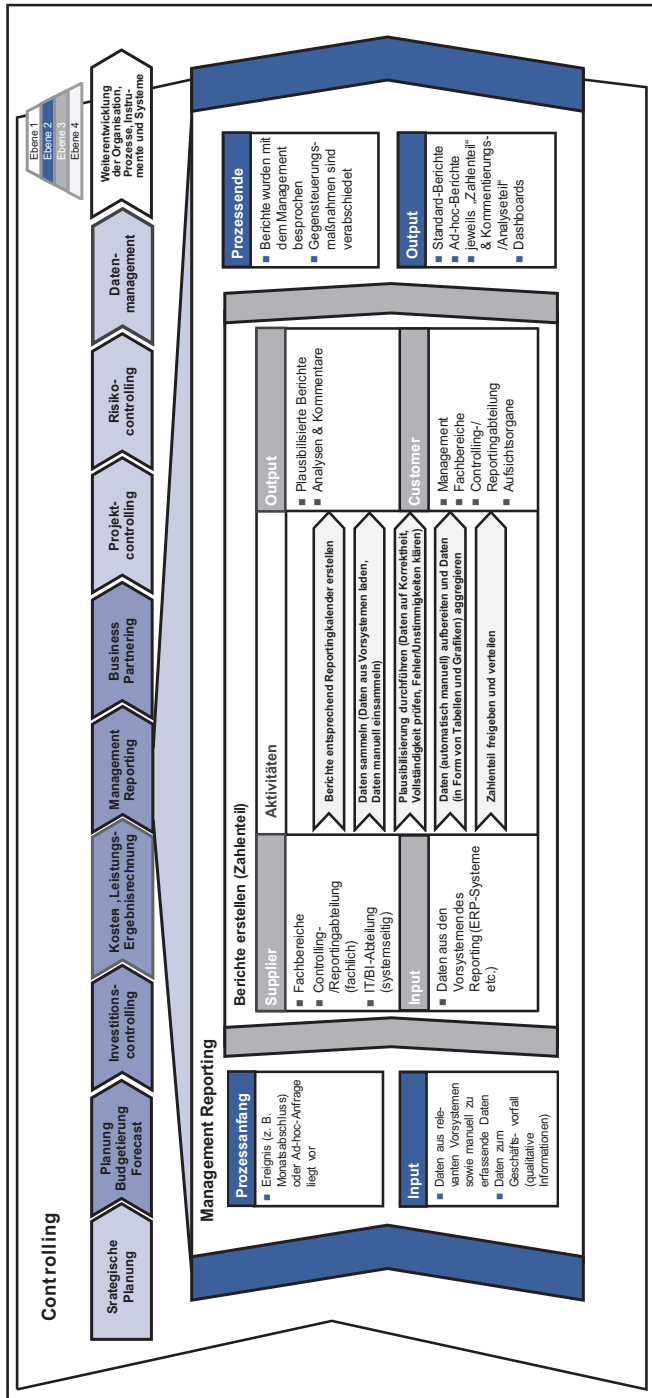 Controlling
Ebene 1
Ebene 2
Ebene 3
Ebene 4
Srategische
Planung
Planung
Budgetierung
Forecast
Investitions-
controlling
Kosten ,Leistungs-
Ergebnisrechnung
Management
Reporting
Business
Partnering
Projekt-
controlling
Risiko-
controlling
Daten-
management
Weiterentwicklung
der Organisation,
Prozesse, Instru-
mente und Systeme
Management Reporting
Prozessanfang
Ereignis (z. B.
Monatsabschluss)
oder Ad-hoc-Anfrage
liegt vor
Input
Daten aus rele-
vanten Vorsystemen
sowie manuell zu
erfassende Daten
Daten zum
Geschäfts- vorfall
(qualitative
Informationen)
Berichte erstellen (Zahlenteil)
Supplier
Fachbereiche
Controlling-
/Reportingabteilung
(fachlich)
IT/BI-Abteilung
(systemseitig)
Input
Daten aus den
Vorsystemendes
Reporting (ERP-Systeme
etc.)
Aktivitäten
Berichte entsprechend Reportingkalender erstellen
Daten sammeln (Daten aus Vorsystemen laden,
Daten manuell einsammeln)
Plausibilisierung durchführen (Daten auf Korrektheit,
Vollständigkeit prüfen, Fehler/Unstimmigkeiten klären)
Daten (automatisch manuell) aufbereiten und Daten
(in Form von Tabellen und Grafiken) aggregieren
Zahlenteil freigeben und verteilen
Output
Plausibilisierte Berichte
Analysen & Kommentare
Customer
Management
Fachbereiche
Controlling-/
Reportingabteilung
Aufsichtsorgane
Prozessende
Berichte wurden mit
dem Management
besprochen
Gegensteuerungs-
maßnahmen sind
verabschiedet
Output
Standard-Berichte
Ad-hoc-Berichte
jeweils „Zahlenteil“
& Kommentierungs-
/Analyseteil“
Dashboards